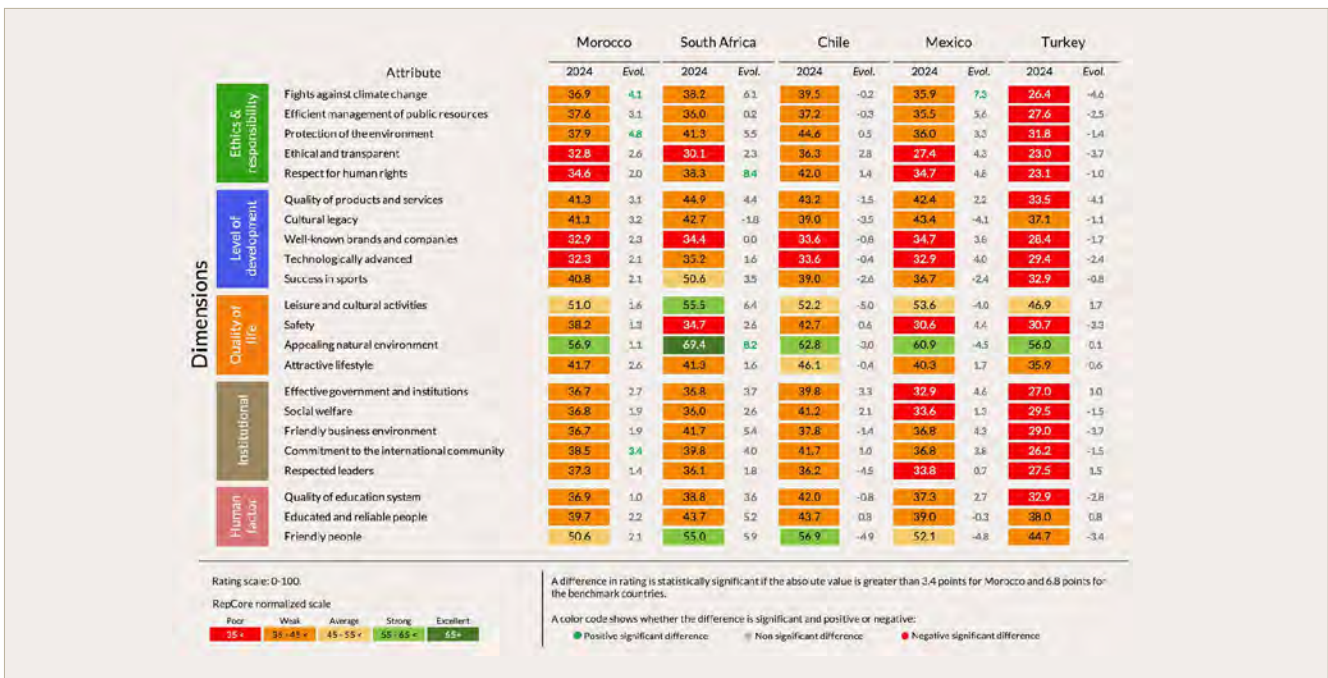 Morocco South Africa Chile Mexico Turkey
Attribute 2024 Evol. 2024 Evol. 2024 Evol. 2024 Evol. 2024 Evol.
Dimensions
Ethics & responsibility
Fights against climate change 36.9 4.1 38.2 6.1 39.5 -0.2 35.9 7.3 26.4 -4.6
Efficient management of public resources 37.6 3.1 36.0 0.2 37.2 -0.3 35.5 5.6 27.6 -2.5
Protection of the environment 37.9 4.8 41.3 5.5 44.6 0.5 36.0 3.3 31.8 -1.4
Ethical and transparent 32.8 2.6 30.1 2.3 36.3 2.8 27.4 4.3 23.0 -3.7
Respect for human rights 34.6 2.0 38.3 8.4 42.0 1.4 34.7 4.8 23.1 -1.0
Level of development
Quality of products and services 41.3 3.1 44.9 4.4 43.2 -1.5 42.4 2.2 33.5 -4.1
Cultural legacy 41.1 3.2 42.7 -1.8 39.0 -3.5 43.4 -4.1 37.1 -1.1
Well-known brands and companies 32.9 2.3 34.4 0.0 33.6 -0.8 34.7 3.8 28.4 -1.7
Technologically advanced 32.3 2.1 35.2 1.6 33.6 -0.4 32.9 4.0 29.4 -2.4
Success in sports 40.8 2.1 50.6 3.5 39.0 -2.6 36.7 -2.4 32.9 -0.8
Quality of life
Leisure and cultural activities 51.0 1.6 55.5 6.4 52.2 -5.0 53.6 -4.0 46.9 1.7
Safety 38.2 1.3 34.7 2.6 42.7 0.6 30.6 4.4 30.7 -3.3
Appealing natural environment 56.9 1.1 69.4 8.2 62.8 -3.0 60.9 -4.5 56.0 0.1
Attractive lifestyle 41.7 2.6 41.3 1.6 46.1 -0.4 40.3 1.7 35.9 0.6
Institutional
Effective government and institutions 36.7 2.7 36.8 3.7 39.8 3.3 32.9 4.6 27.0 1.0
Social welfare 36.8 1.9 36.0 2.6 41.2 2.1 33.6 1.3 29.5 -1.5
Friendly business environment 36.7 1.9 41.7 5.4 37.8 -1.4 36.8 4.3 29.0 -3.7
Commitment to the international community 38.5 3.4 39.8 4.0 41.7 1.0 36.8 3.8 26.2 -1.5
Respected leaders 37.3 1.4 36.1 1.8 36.2 -4.5 33.8 0.7 27.5 1.5
Human factor
Quality of education system 36.9 1.0 38.8 3.6 42.0 -0.8 37.3 2.7 32.9 -2.8
Educated and reliable people 39.7 2.2 43.7 5.2 43.7 0.8 39.0 -0.3 38.0 0.8
Friendly people 50.6 2.1 55.0 5.9 56.9 -4.9 52.1 -4.8 44.7 -3.4
Rating scale: 0-100.
RepCore normalized scale
Poor Weak Average Strong Excellent
35 < 35 - 45 < 45 - 55 < 55 - 65 < 65+
A difference in rating is statistically significant if the absolute value is greater than 3.4 points for Morocco and 6.8 points for
the benchmark countries.
A color code shows whether the difference is significant and positive or negative:
Positive significant difference Non significant difference Negative significant difference